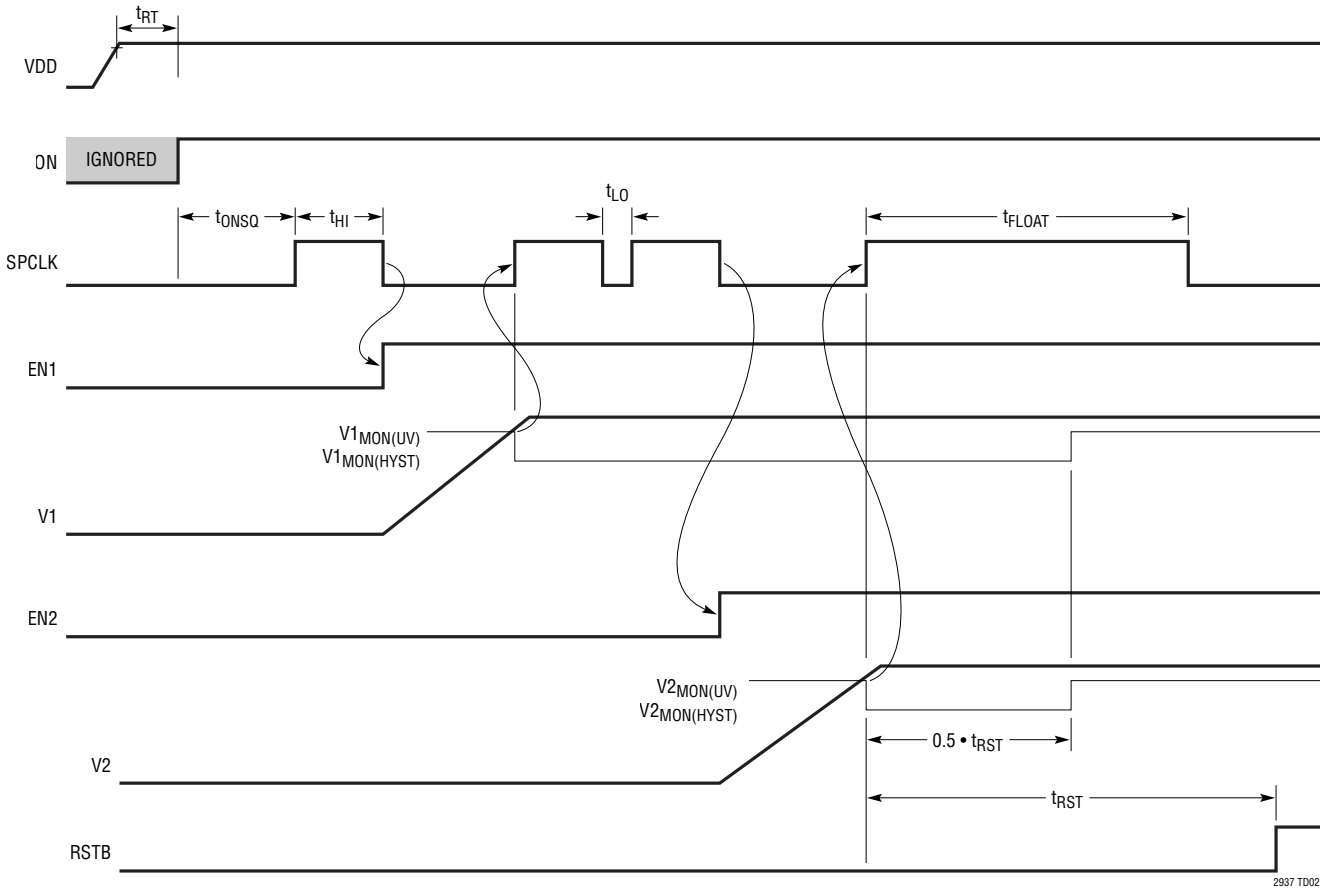 tRT
VDD
ON
IGNORED
tONSQ
tHI
tLO
tFLOAT
SPCLK
EN1
V1MON(UV)
V1MON(HYST)
V1
EN2
V2MON(UV)
V2MON(HYST)
0.5 • tRST
V2
tRST
RSTB
2937 TD02